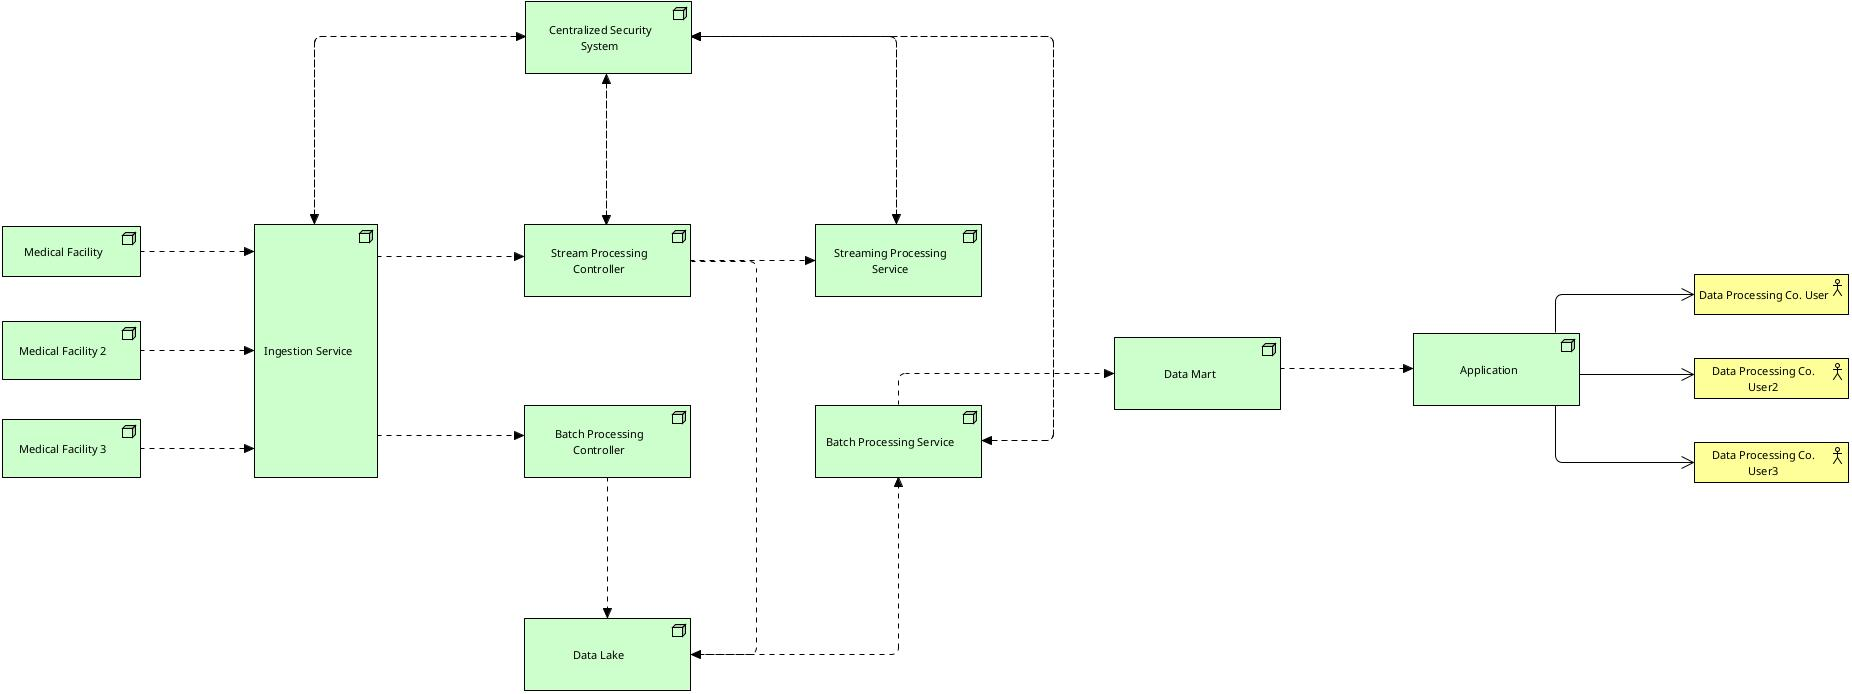 Centralized Security
System
Medical Facility
Stream Processing
Controller
Streaming Processing
Service
Data Processing Co. User
Medical Facility 2
Ingestion Service
Data Mart
Application
Data Processing Co.
User2
Medical Facility 3
Batch Processing
Controller
Batch Processing Service
Data Processing Co.
User3
Data Lake